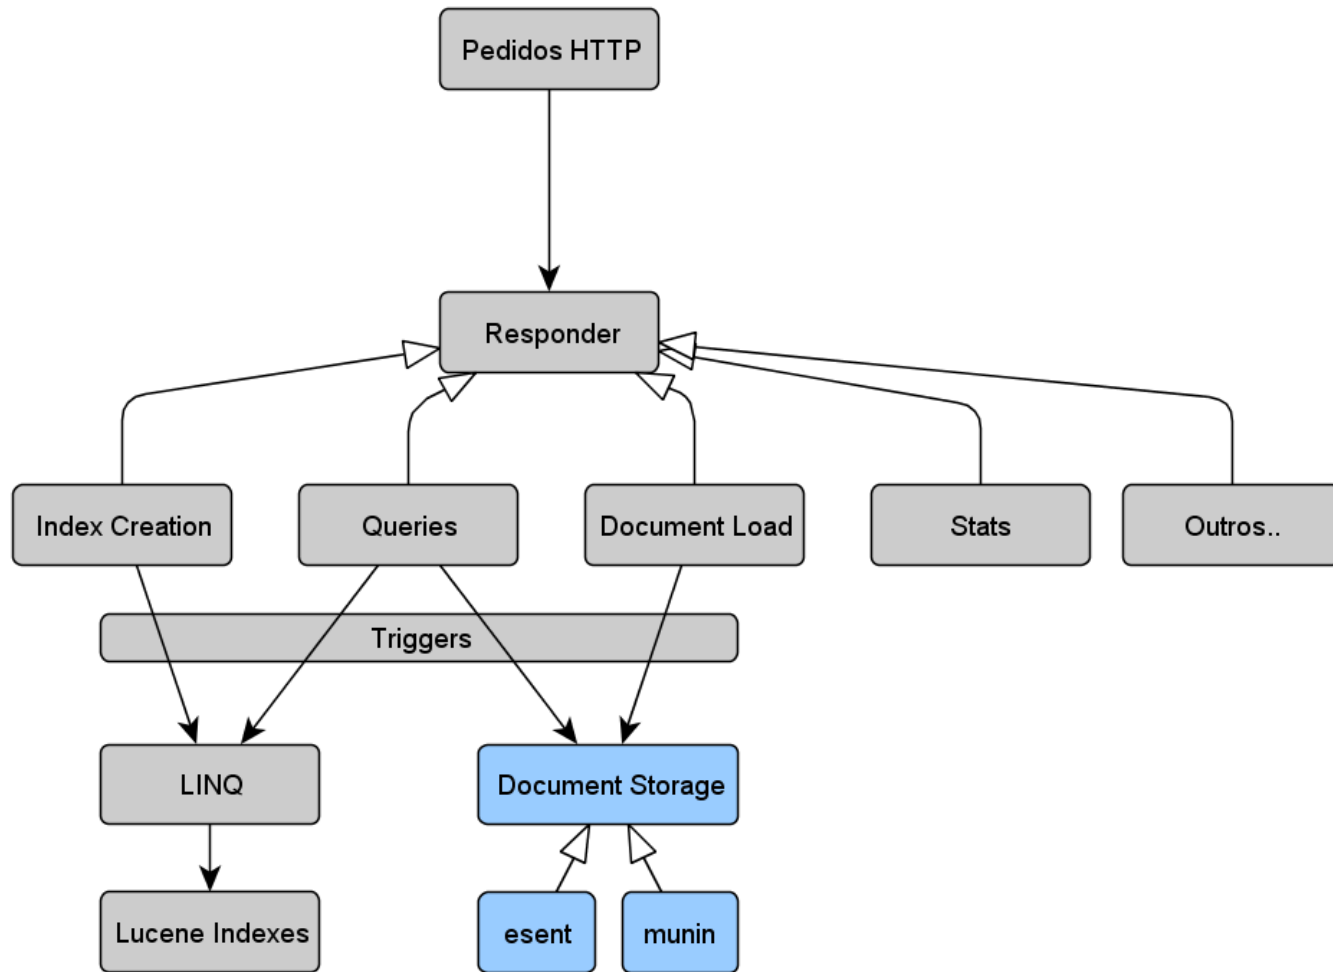 Pedidos HTTP
Responder
Index Creation
Queries
Document Load
Stats
Outros..
Triggers
LINQ
Document Storage
Lucene Indexes
esent
munin